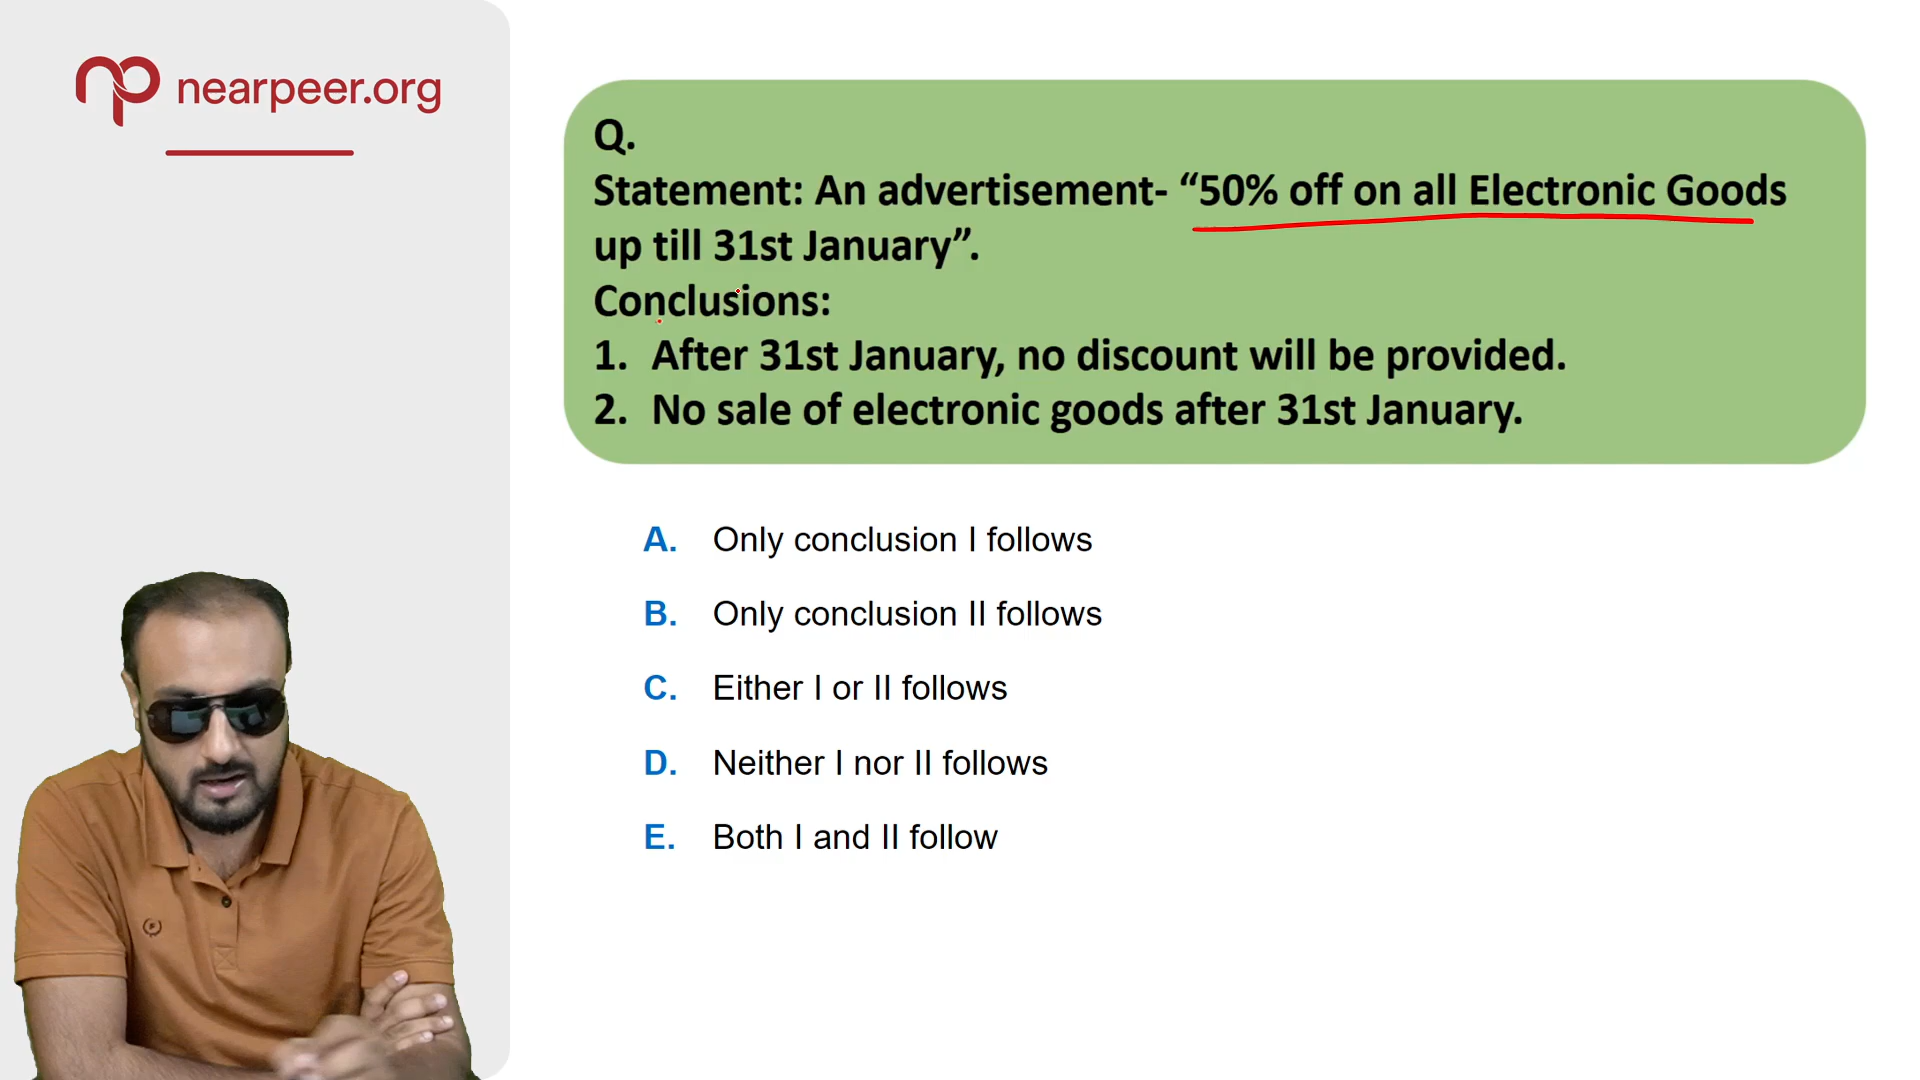 nearpeer.org
Q.
Statement: An advertisement- “50% off on all Electronic Goods
up till 31st January”.
Conclusions:
1. After 31st January, no discount will be provided.
2. No sale of electronic goods after 31st January.
A. Only conclusion I follows
B. Only conclusion II follows
C. Either I or II follows
D. Neither I nor II follows
E. Both I and II follow